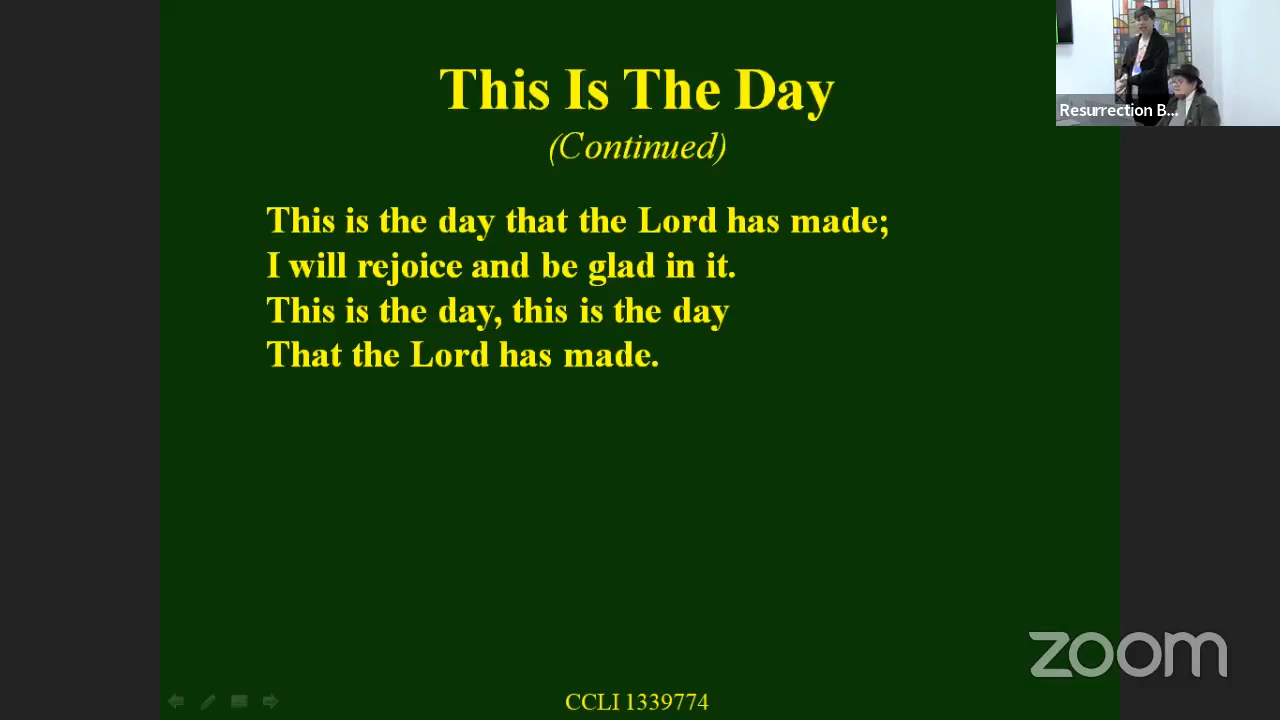 This Is The Day
(Continued)
This is the day that the Lord has made;
I will rejoice and be glad in it.
This is the day, this is the day
That the Lord has made.
CCLI 1339774
Resurrection B...
zoom